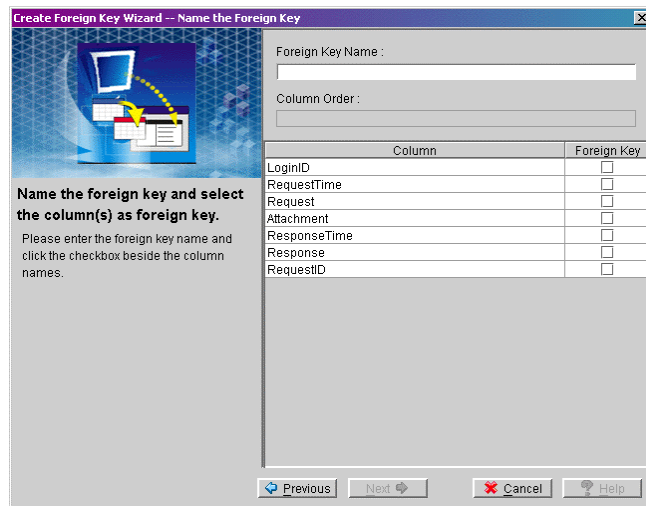 Create Foreign Key Wizard -- Name the Foreign Key
Name the foreign key and select
the column(s) as foreign key.
Please enter the foreign key name and
click the checkbox beside the column
names.
Foreign Key Name :
Column Order :
Column Foreign Key
LoginID
RequestTime
Request
Attachment
ResponseTime
Response
RequestID
Previous Next Cancel Help